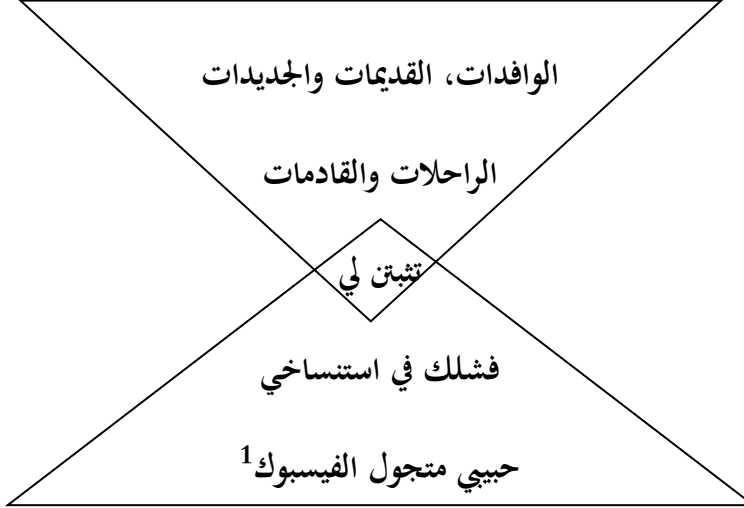 الوافدات، القديمات والجديدات
الراحلات والقادمات
تثبتن لي
فشلك في استنساخي
حبيبي متجول الفيسبوك1